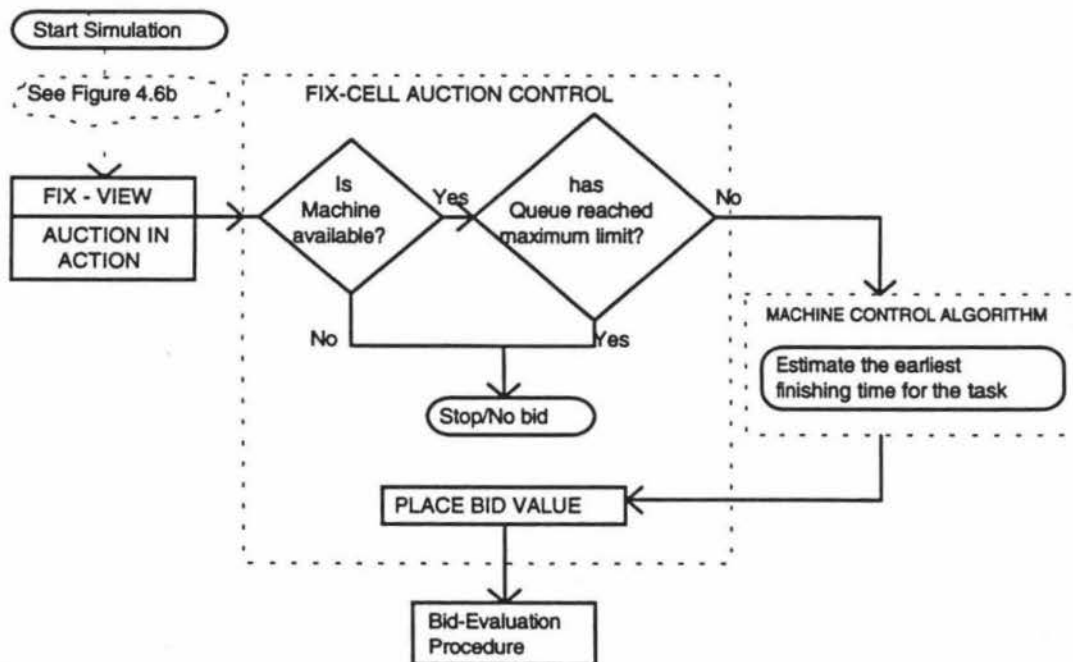 Start Simulation
See Figure 4.6b
FIX-CELL AUCTION CONTROL
FIX - VIEW
AUCTION IN
ACTION
Is
Machine
available?
Yes
has
Queue reached
maximum limit?
No
No
Yes
MACHINE CONTROL ALGORITHM
Estimate the earliest
finishing time for the task
Stop/No bid
PLACE BID VALUE
Bid-Evaluation
Procedure